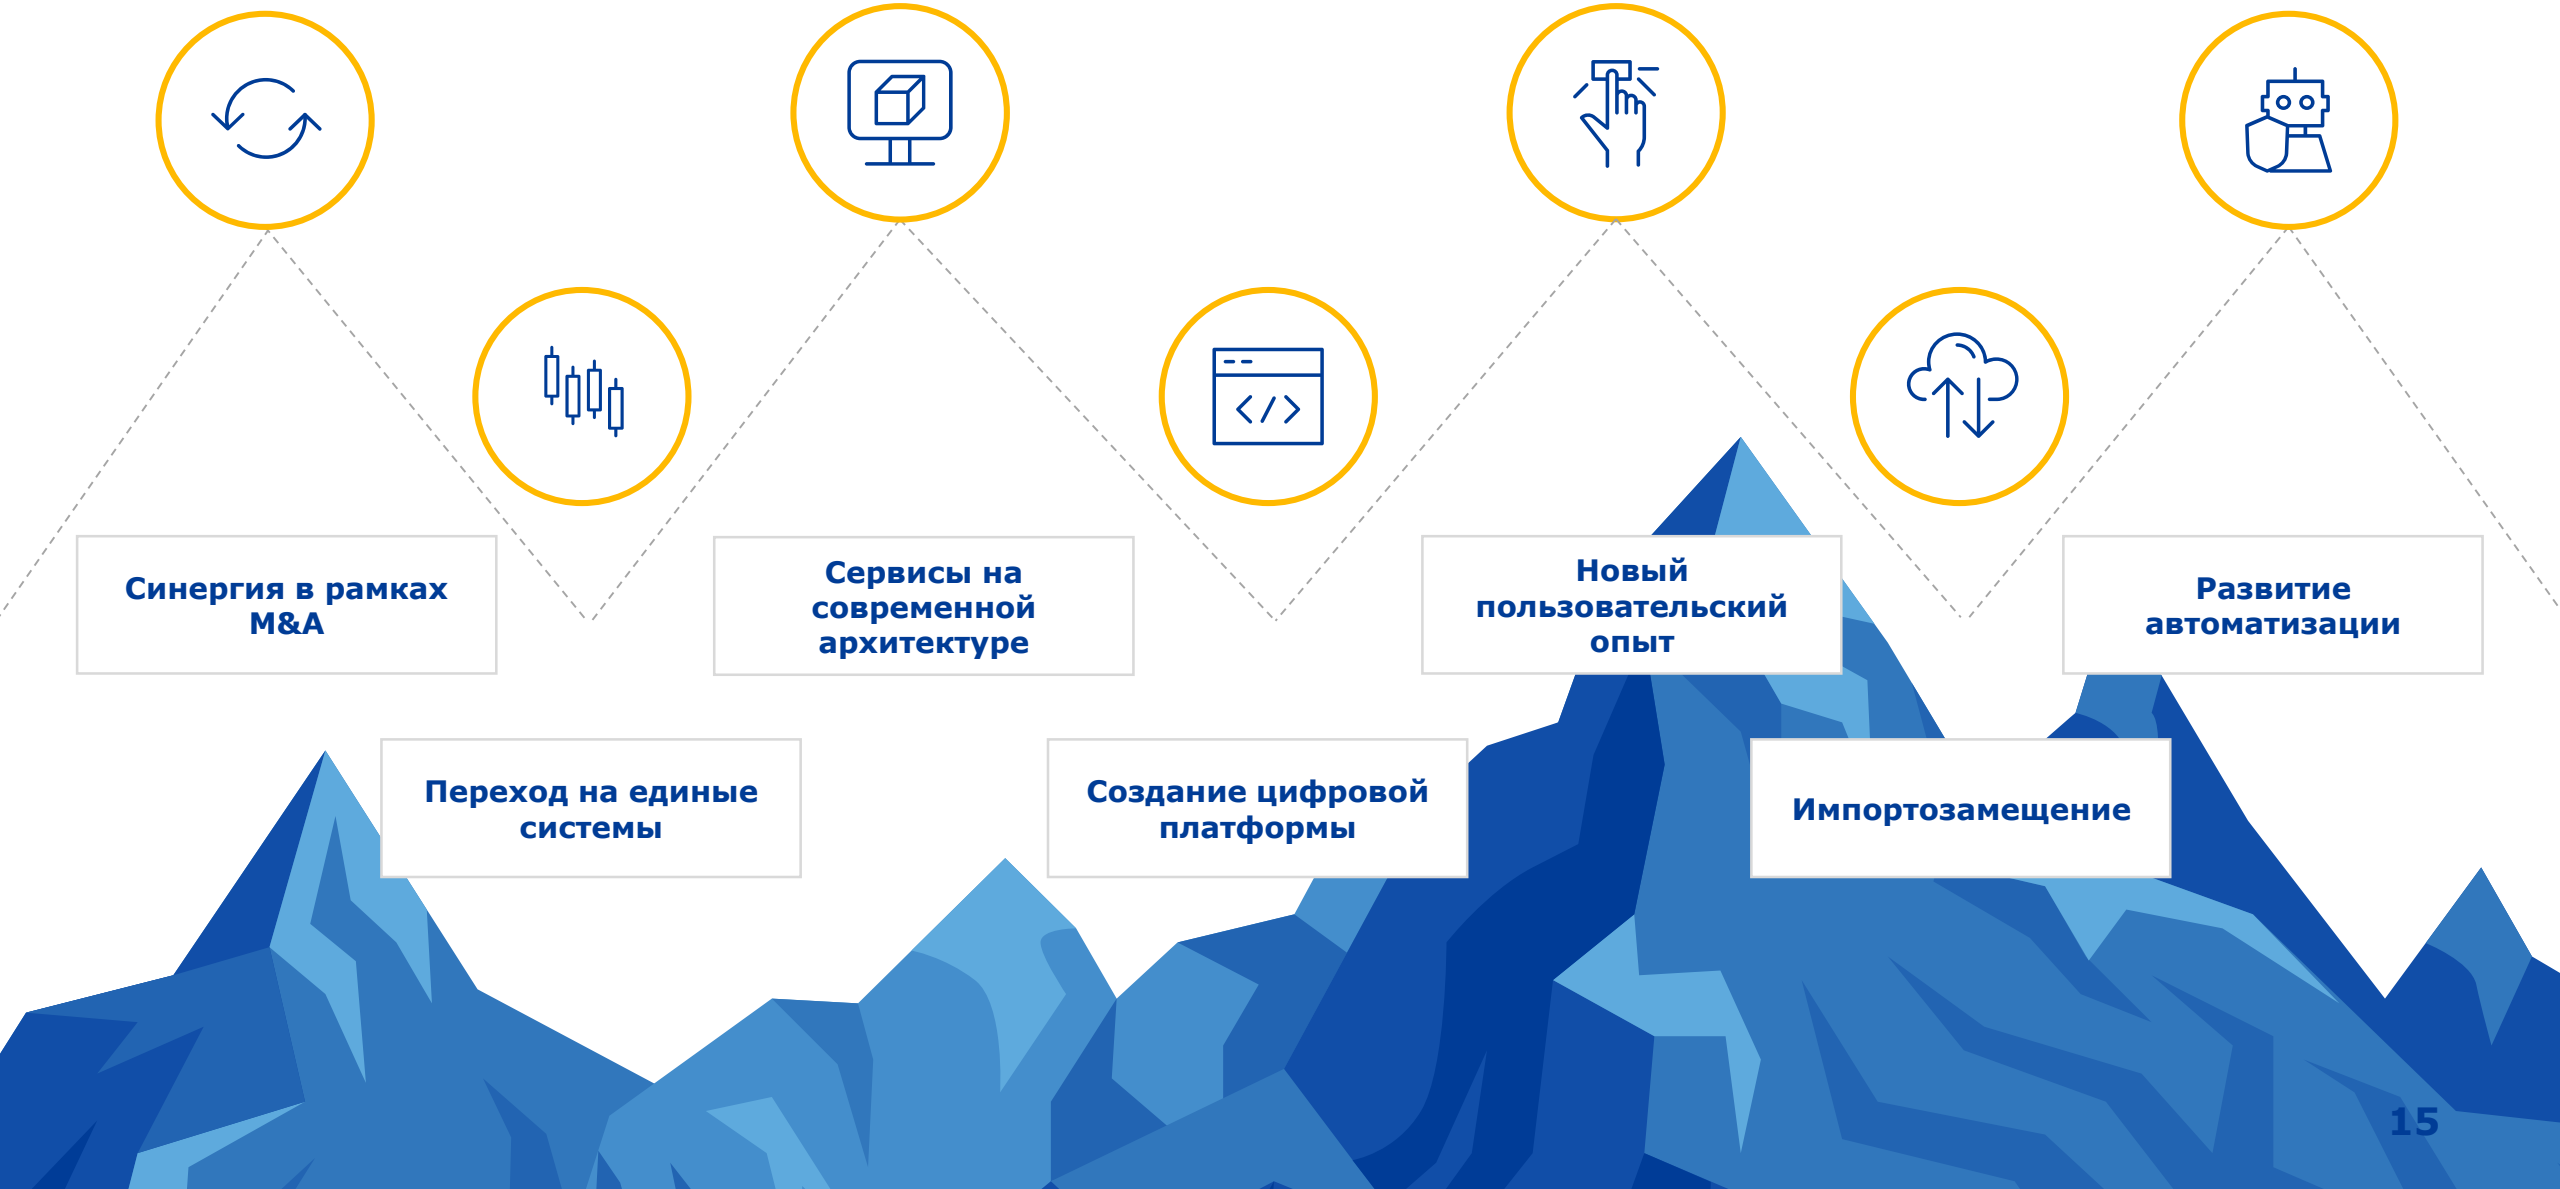 Синергия в рамках
M&A
Сервисы на
современной
архитектуре
Новый
пользовательский
опыт
Развитие
автоматизации
Переход на единые
системы
Создание цифровой
платформы
Импортозамещение
15